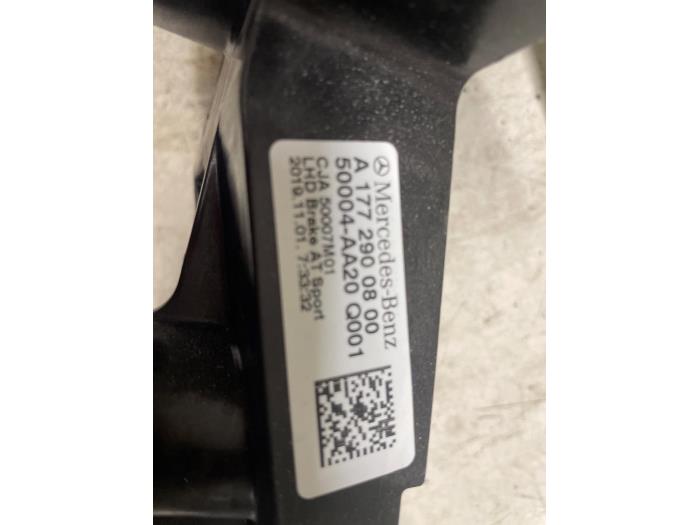 Mercedes-Benz
A 177 290 08 00
50004-AA20 Q001
CJA 50007M01
LHD Brake AT Sport
2019.11.01. 7:33:32